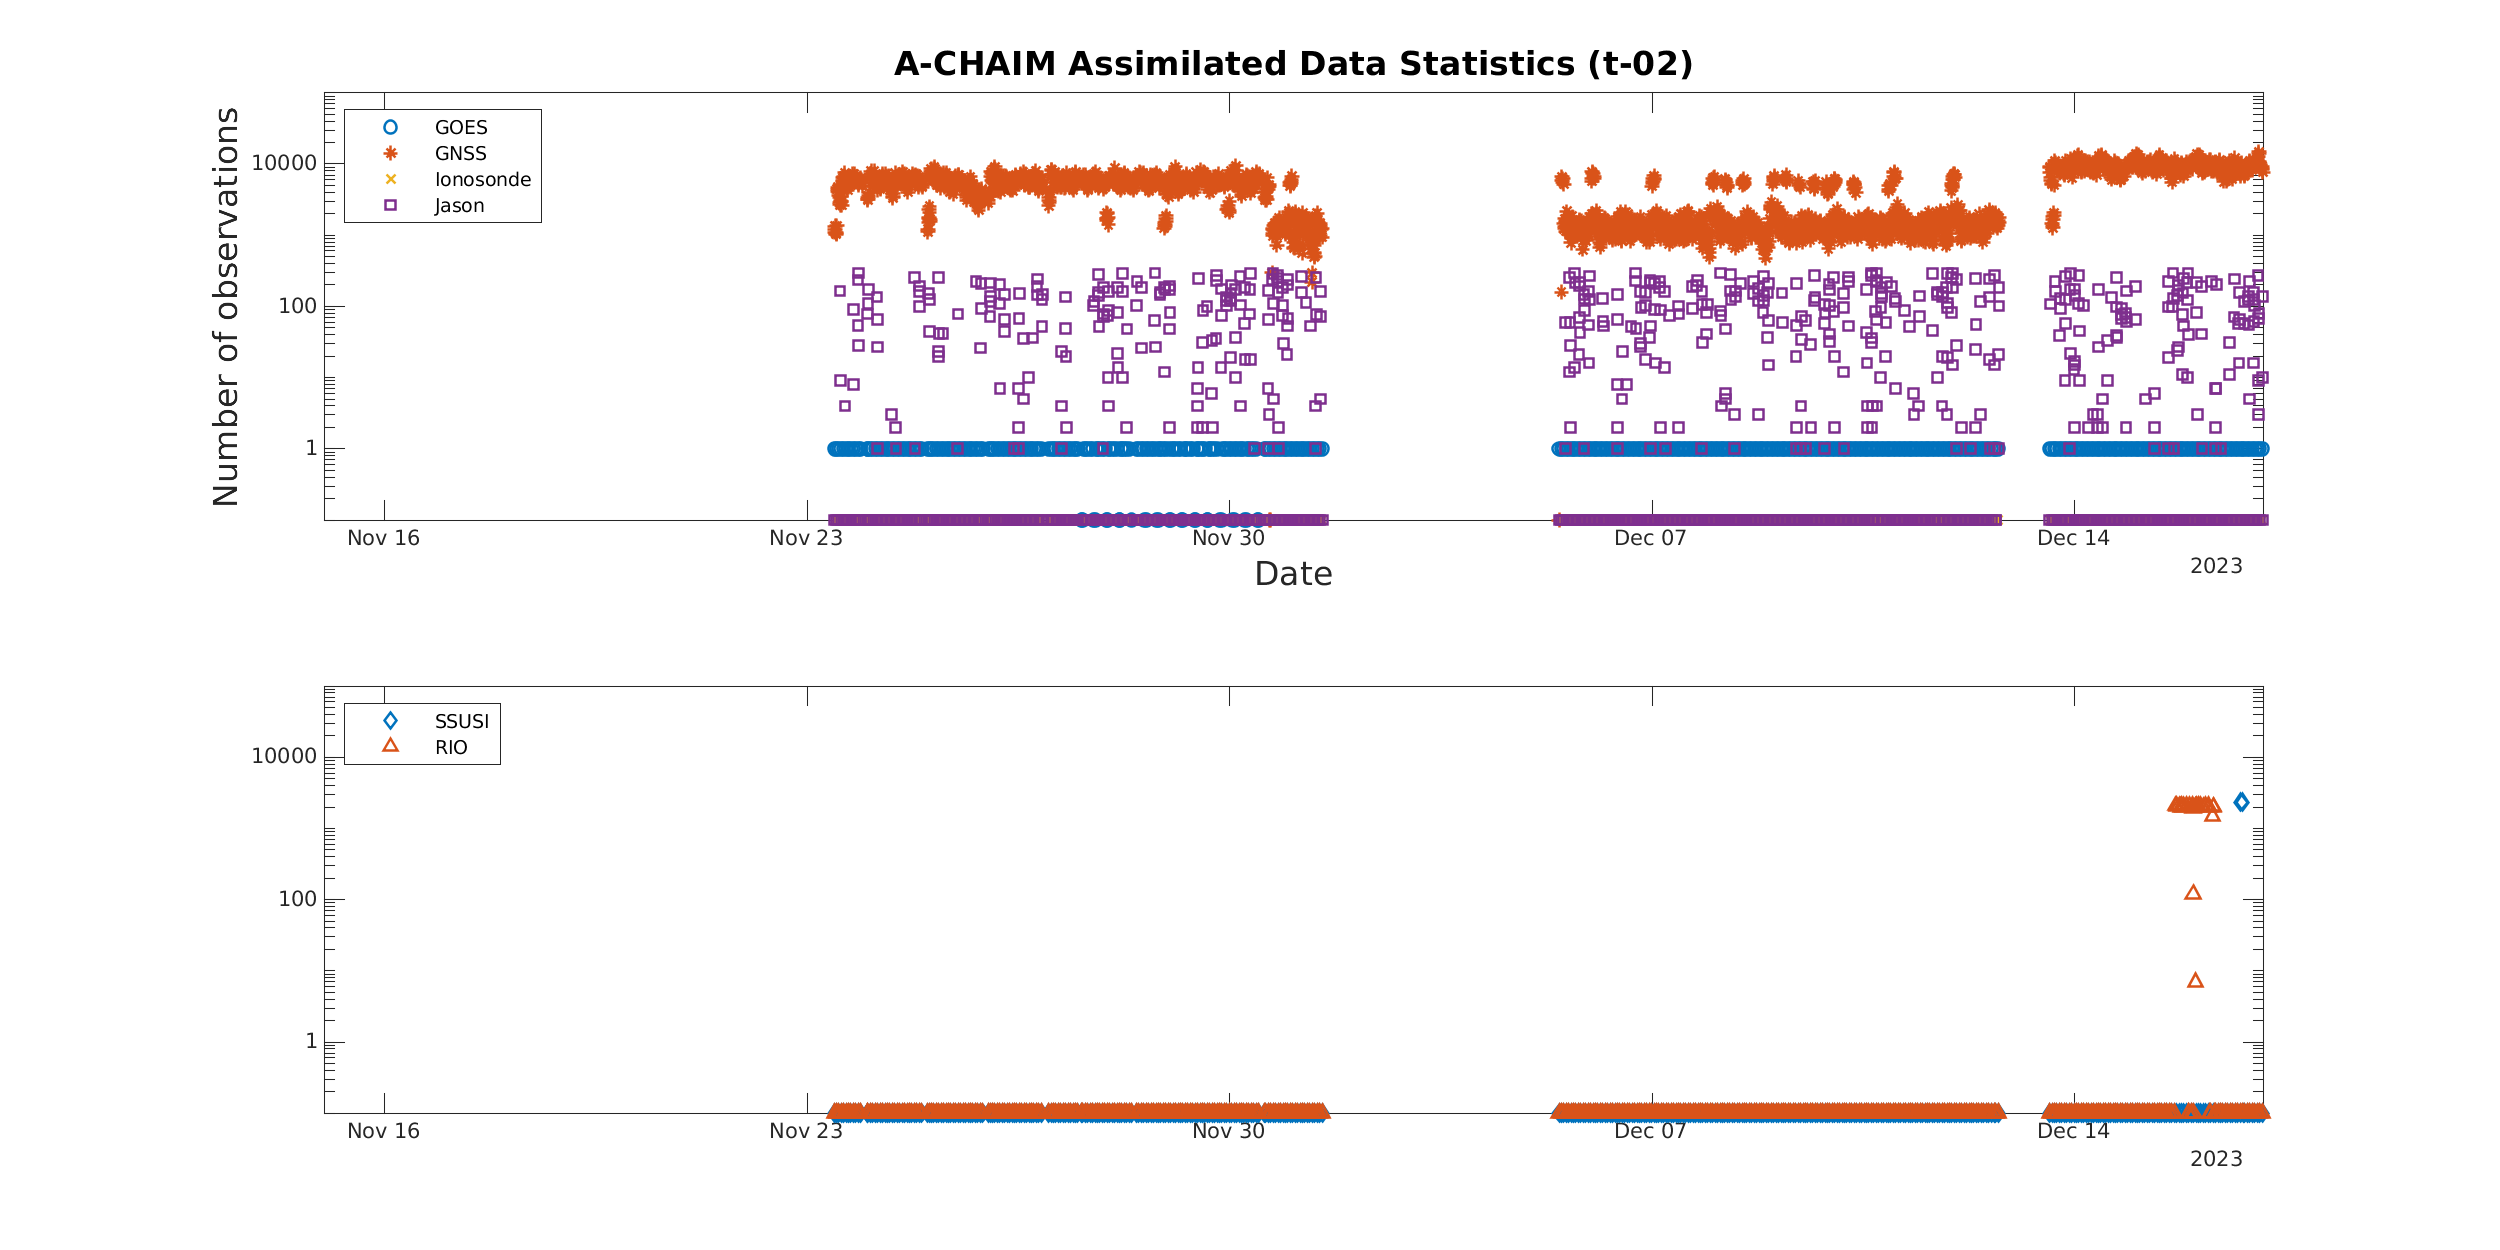 A-CHAIM Assimilated Data Statistics (t-02)
Number of observations
10000
100
1
GOES
GNSS
Ionosonde
Jason
Nov 16
Nov 23
Nov 30
Dec 07
Dec 14
2023
Date
10000
100
1
SSUSI
RIO
Nov 16
Nov 23
Nov 30
Dec 07
Dec 14
2023